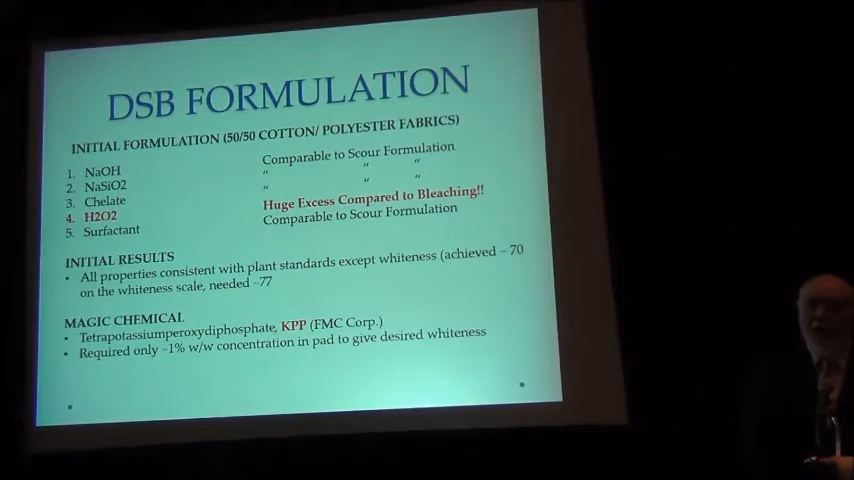 DSB FORMULATION
INITIAL FORMULATION (50/50 COTTON/ POLYESTER FABRICS)
1. NaOH Comparable to Scour Formulation
2. NaSiO2 " " "
3. Chelate " " "
4. H2O2 Huge Excess Compared to Bleaching!!
5. Surfactant Comparable to Scour Formulation
INITIAL RESULTS
• All properties consistent with plant standards except whiteness (achieved ~ 70
on the whiteness scale, needed ~77
MAGIC CHEMICAL
• Tetrapotassiumperoxydiphosphate, KPP (FMC Corp.)
• Required only ~1% w/w concentration in pad to give desired whiteness